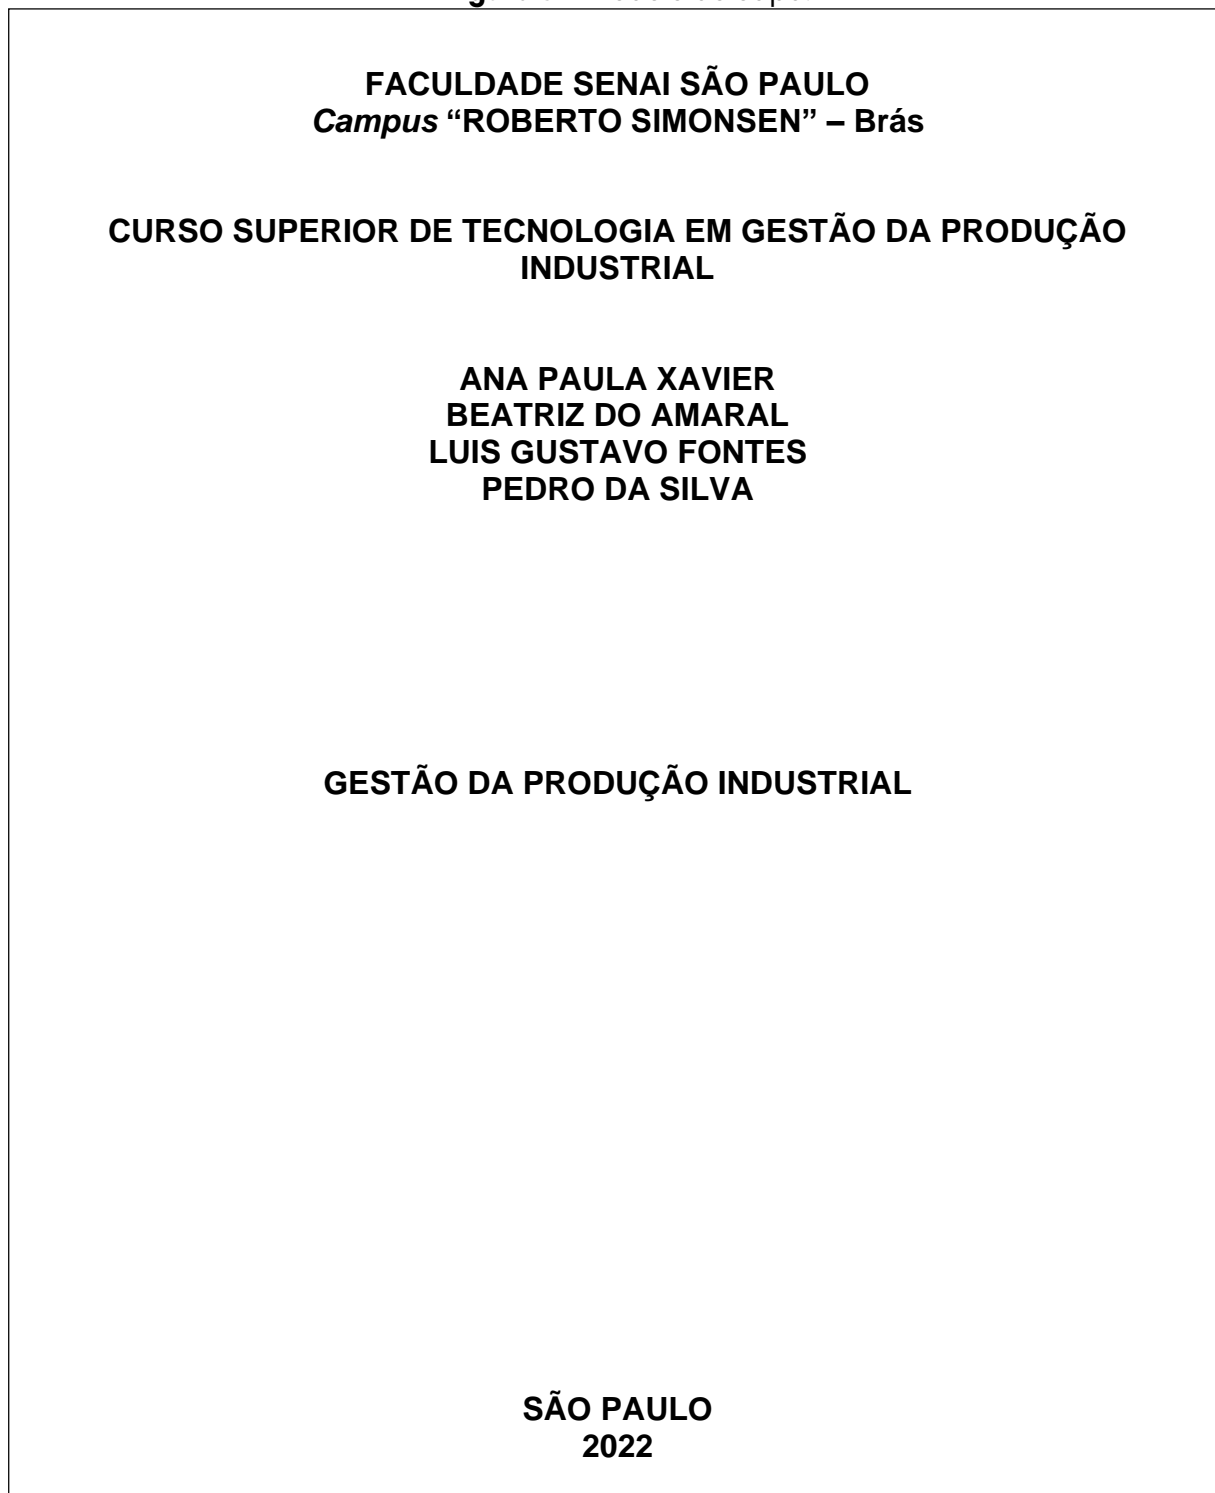 FACULDADE SENAI SÃO PAULO
Campus “ROBERTO SIMONSEN” – Brás
CURSO SUPERIOR DE TECNOLOGIA EM GESTÃO DA PRODUÇÃO
INDUSTRIAL
ANA PAULA XAVIER
BEATRIZ DO AMARAL
LUIS GUSTAVO FONTES
PEDRO DA SILVA
GESTÃO DA PRODUÇÃO INDUSTRIAL
SÃO PAULO
2022